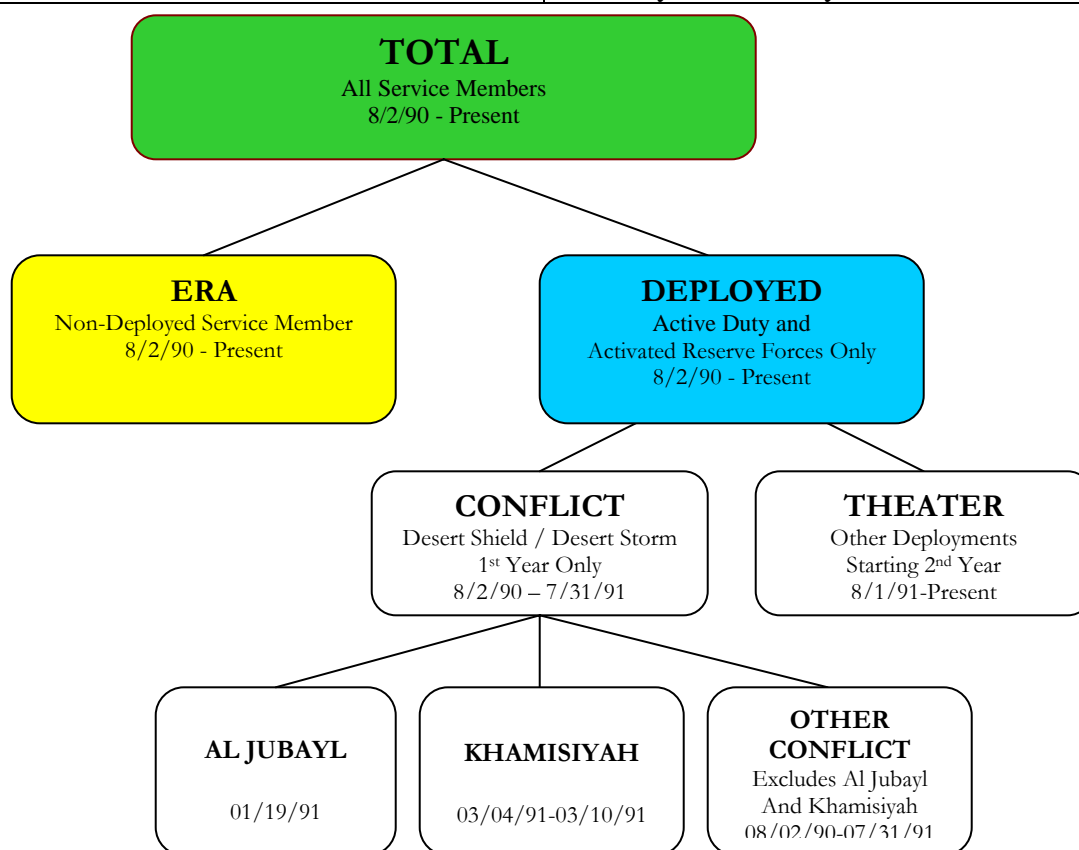 TOTAL
All Service Members
8/2/90 - Present
ERA
Non-Deployed Service Member
8/2/90 - Present
DEPLOYED
Active Duty and
Activated Reserve Forces Only
8/2/90 - Present
CONFLICT
Desert Shield / Desert Storm
1st Year Only
8/2/90 – 7/31/91
THEATER
Other Deployments
Starting 2nd Year
8/1/91-Present
AL JUBAYL
01/19/91
KHAMISIYAH
03/04/91-03/10/91
OTHER
CONFLICT
Excludes Al Jubayl
And Khamisiyah
08/02/90-07/31/91